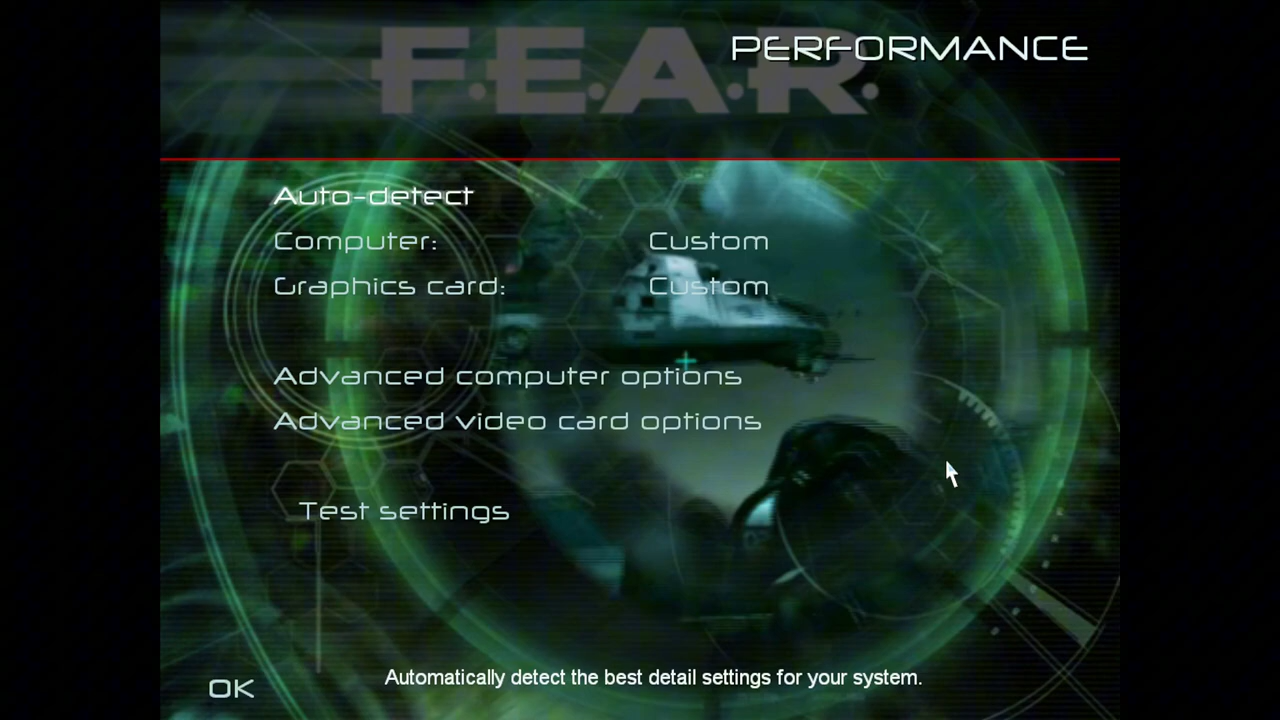 F.E.A.R.
PERFORMANCE
Auto-detect
Computer: Custom
Graphics card: Custom
Advanced computer options
Advanced video card options
Test settings
Automatically detect the best detail settings for your system.
OK